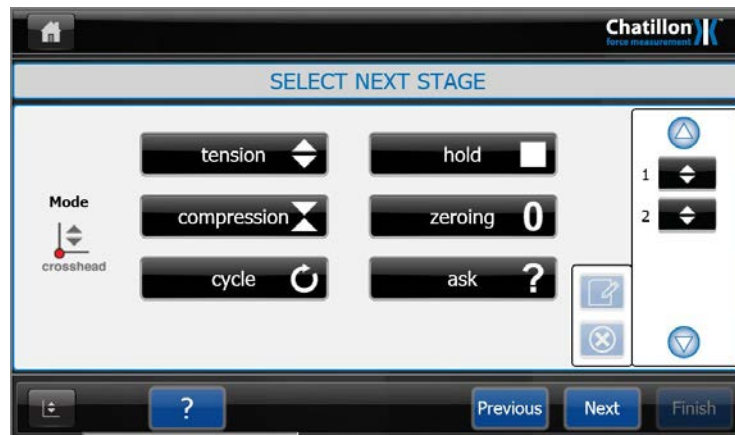 Chatillon
force measurement
SELECT NEXT STAGE
tension
hold
1
Mode
compression
zeroing 0
2
crosshead
cycle
ask ?
?
Previous
Next
Finish